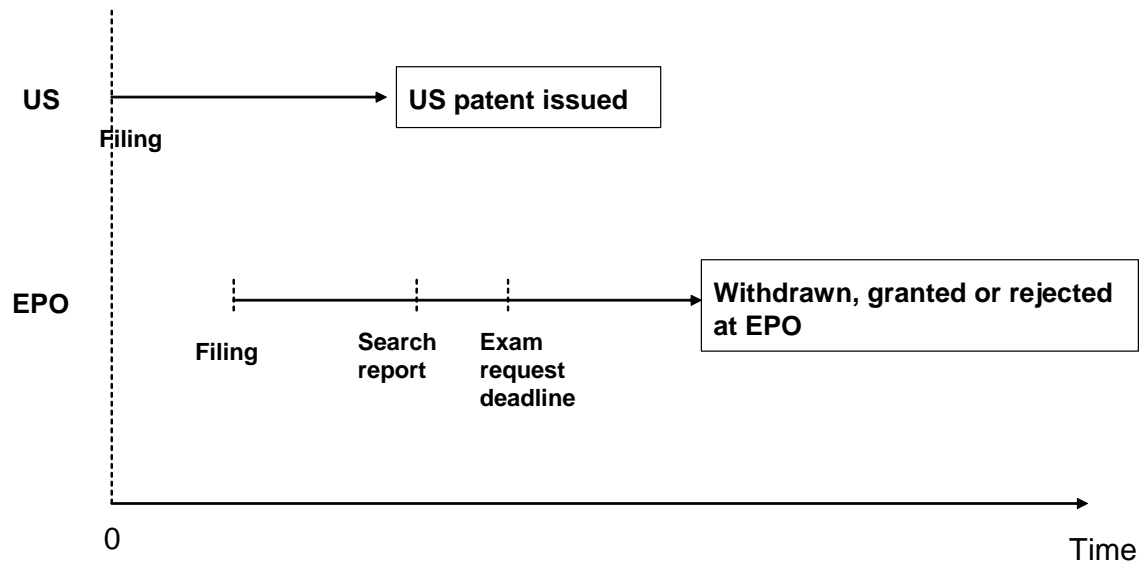 US
US patent issued
Filing
EPO
Withdrawn, granted or rejected
at EPO
Filing
Search
report
Exam
request
deadline
0
Time